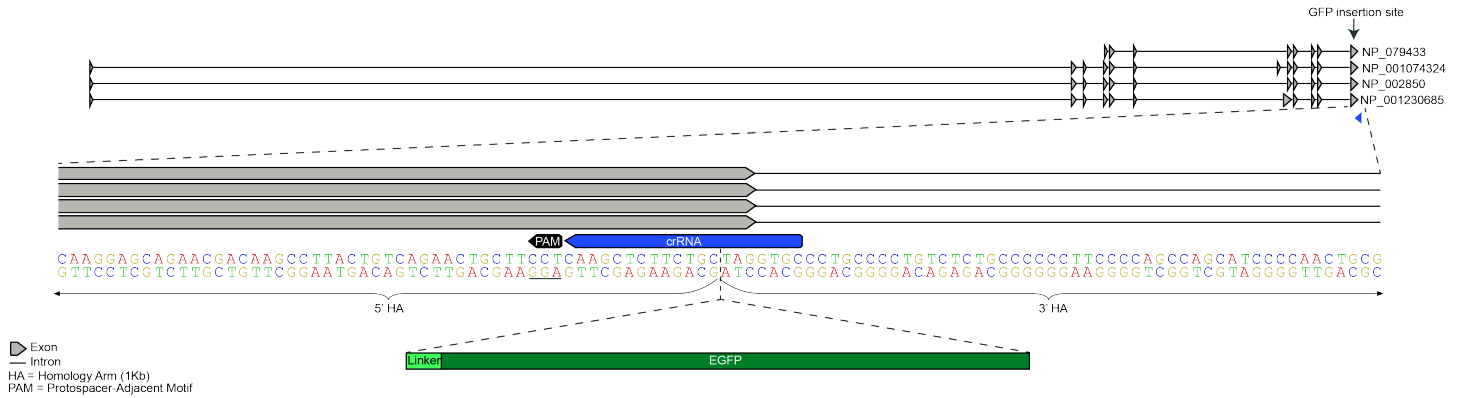 GFP insertion site
NP_079433
NP_001074324
NP_002850
NP_001230685
PAM crRNA
CAAGGAGCAGAACGACAAGCCTTACTGTCAGAACTGCTTCCTCAAGCTCTTCTGCTAGGTGCCCTGCCCCTGTCTCTGCCCCCCTTCCCCAGCCAGCATCCCCAACTGCG
GTTCCTCGTCTTGCTGTTCGGAATGACAGTCTTGACGAAGGAGTTCGAGAAGACGATCCACGGGACGGGGACAGAGACGGGGGGAAGGGGTCGGTCGTAGGGGTTGACGC
5' HA 3' HA
Linker EGFP
Exon
Intron
HA = Homology Arm (1Kb)
PAM = Protospacer-Adjacent Motif